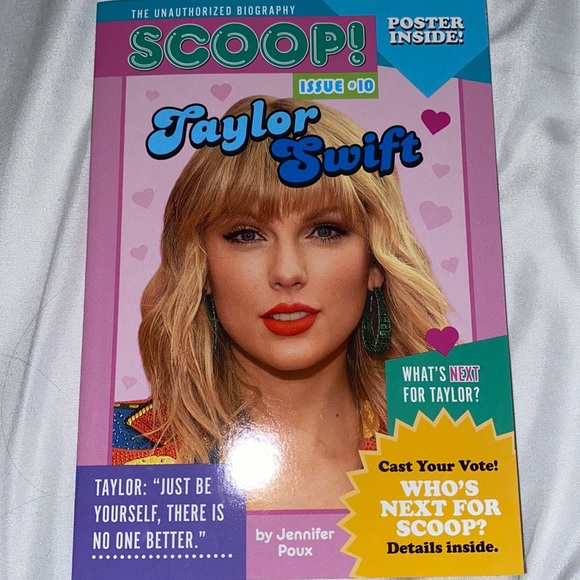 THE UNAUTHORIZED BIOGRAPHY
SCOOP!
POSTER
INSIDE!
ISSUE #10
Taylor
Swift
WHAT'S NEXT
FOR TAYLOR?
TAYLOR: "JUST BE
YOURSELF, THERE IS
NO ONE BETTER."
by Jennifer
Poux
Cast Your Vote!
WHO'S
NEXT FOR
SCOOP?
Details inside.